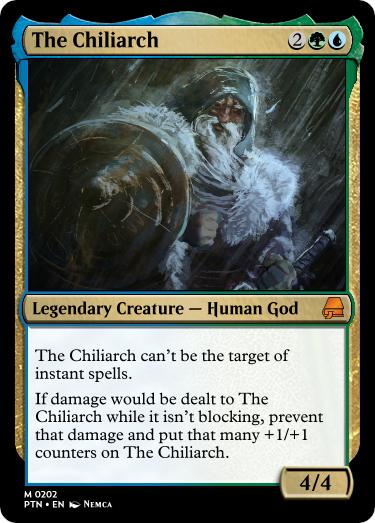 The Chiliarch 2
Legendary Creature — Human God
The Chiliarch can't be the target of
instant spells.
If damage would be dealt to The
Chiliarch while it isn't blocking, prevent
that damage and put that many +1/+1
counters on The Chiliarch.
4/4
M 0202
PTN • EN Nemca